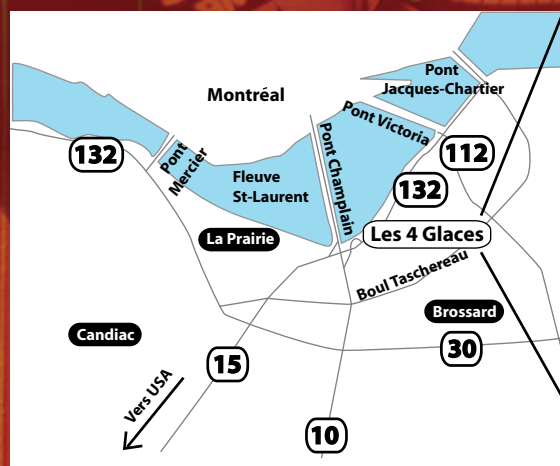 Pont
Jacques-Chartier
Montréal
Pont Victoria
132
Pont
Mercier
Pont Champlain
112
Fleuve
St-Laurent
132
La Prairie
Les 4 Glaces
Boul Taschereau
Brossard
Candiac
30
15
Vers USA
10